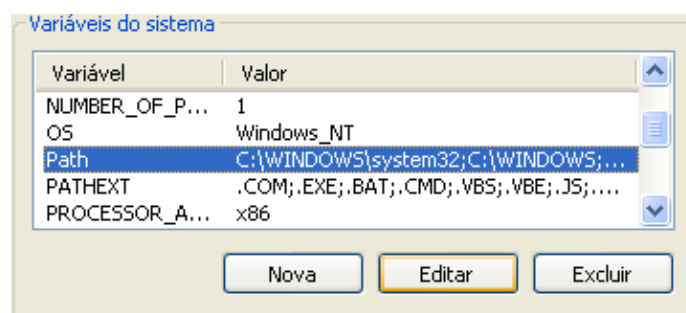 Variáveis do sistema
Variável Valor
NUMBER_OF_P... 1
OS Windows_NT
Path C:\WINDOWS\system32;C:\WINDOWS;...
PATHEXT .COM;.EXE;.BAT;.CMD;.VBS;.VBE;.JS;....
PROCESSOR_A... x86
Nova Editar Excluir